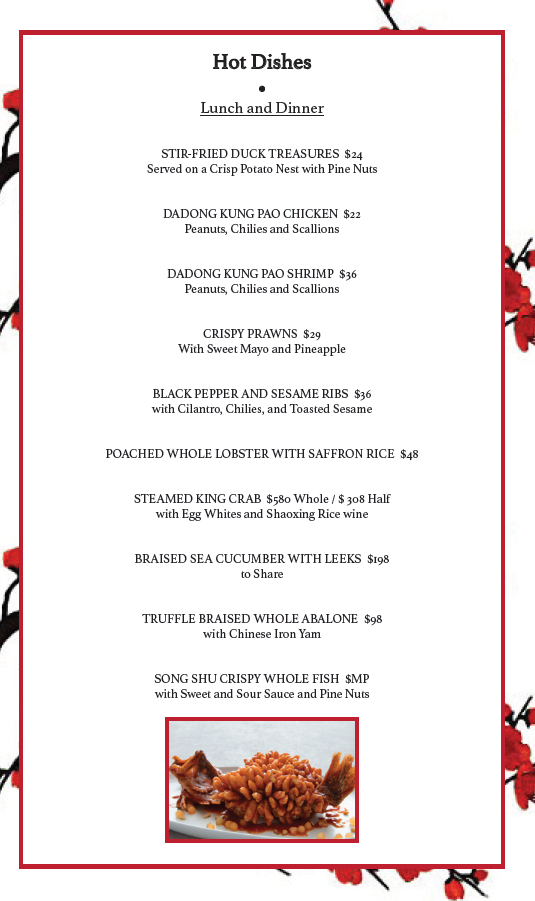 Hot Dishes
•
Lunch and Dinner
STIR-FRIED DUCK TREASURES $24
Served on a Crisp Potato Nest with Pine Nuts
DADONG KUNG PAO CHICKEN $22
Peanuts, Chilies and Scallions
DADONG KUNG PAO SHRIMP $36
Peanuts, Chilies and Scallions
CRISPY PRAWNS $29
With Sweet Mayo and Pineapple
BLACK PEPPER AND SESAME RIBS $36
with Cilantro, Chilies, and Toasted Sesame
POACHED WHOLE LOBSTER WITH SAFFRON RICE $48
STEAMED KING CRAB $580 Whole / $ 308 Half
with Egg Whites and Shaoxing Rice wine
BRAISED SEA CUCUMBER WITH LEEKS $198
to Share
TRUFFLE BRAISED WHOLE ABALONE $98
with Chinese Iron Yam
SONG SHU CRISPY WHOLE FISH $MP
with Sweet and Sour Sauce and Pine Nuts